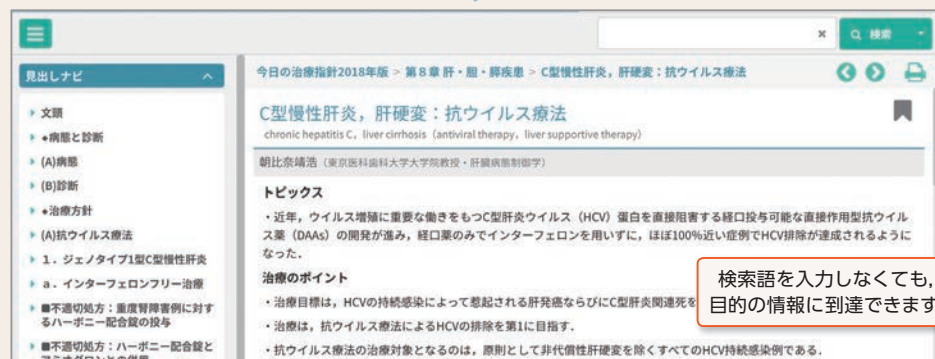 × 検索
見出しナビ
文頭
◆病態と診断
(A)病態
(B)診断
◆治療方針
(A)抗ウイルス療法
1．ジェノタイプ1型C型慢性肝炎
a．インターフェロンフリー治療
■不適切処方：重度腎障害例に対す
るハーボニー配合錠の投与
■不適切処方：ハーボニー配合錠と
今日の治療指針2018年版 > 第８章 肝・胆・膵疾患 > C型慢性肝炎，肝硬変：抗ウイルス療法
C型慢性肝炎，肝硬変：抗ウイルス療法
chronic hepatitis C，liver cirrhosis（antiviral therapy，liver supportive therapy）
朝比奈靖浩（東京医科歯科大学大学院教授・肝臓病態制御学）
トピックス
・近年，ウイルス増殖に重要な働きをもつC型肝炎ウイルス（HCV）蛋白を直接阻害する経口投与可能な直接作用型抗ウイル
ス薬（DAAs）の開発が進み，経口薬のみでインターフェロンを用いずに，ほぼ100%近い症例でHCV排除が達成されるように
なった．
治療のポイント
・治療目標は，HCVの持続感染によって惹起される肝発癌ならびにC型肝炎関連死を
・治療は，抗ウイルス療法によるHCVの排除を第1に目指す．
・抗ウイルス療法の治療対象となるのは，原則として非代償性肝硬変を除くすべてのHCV持続感染例である．
検索語を入力しなくても，
目的の情報に到達できます